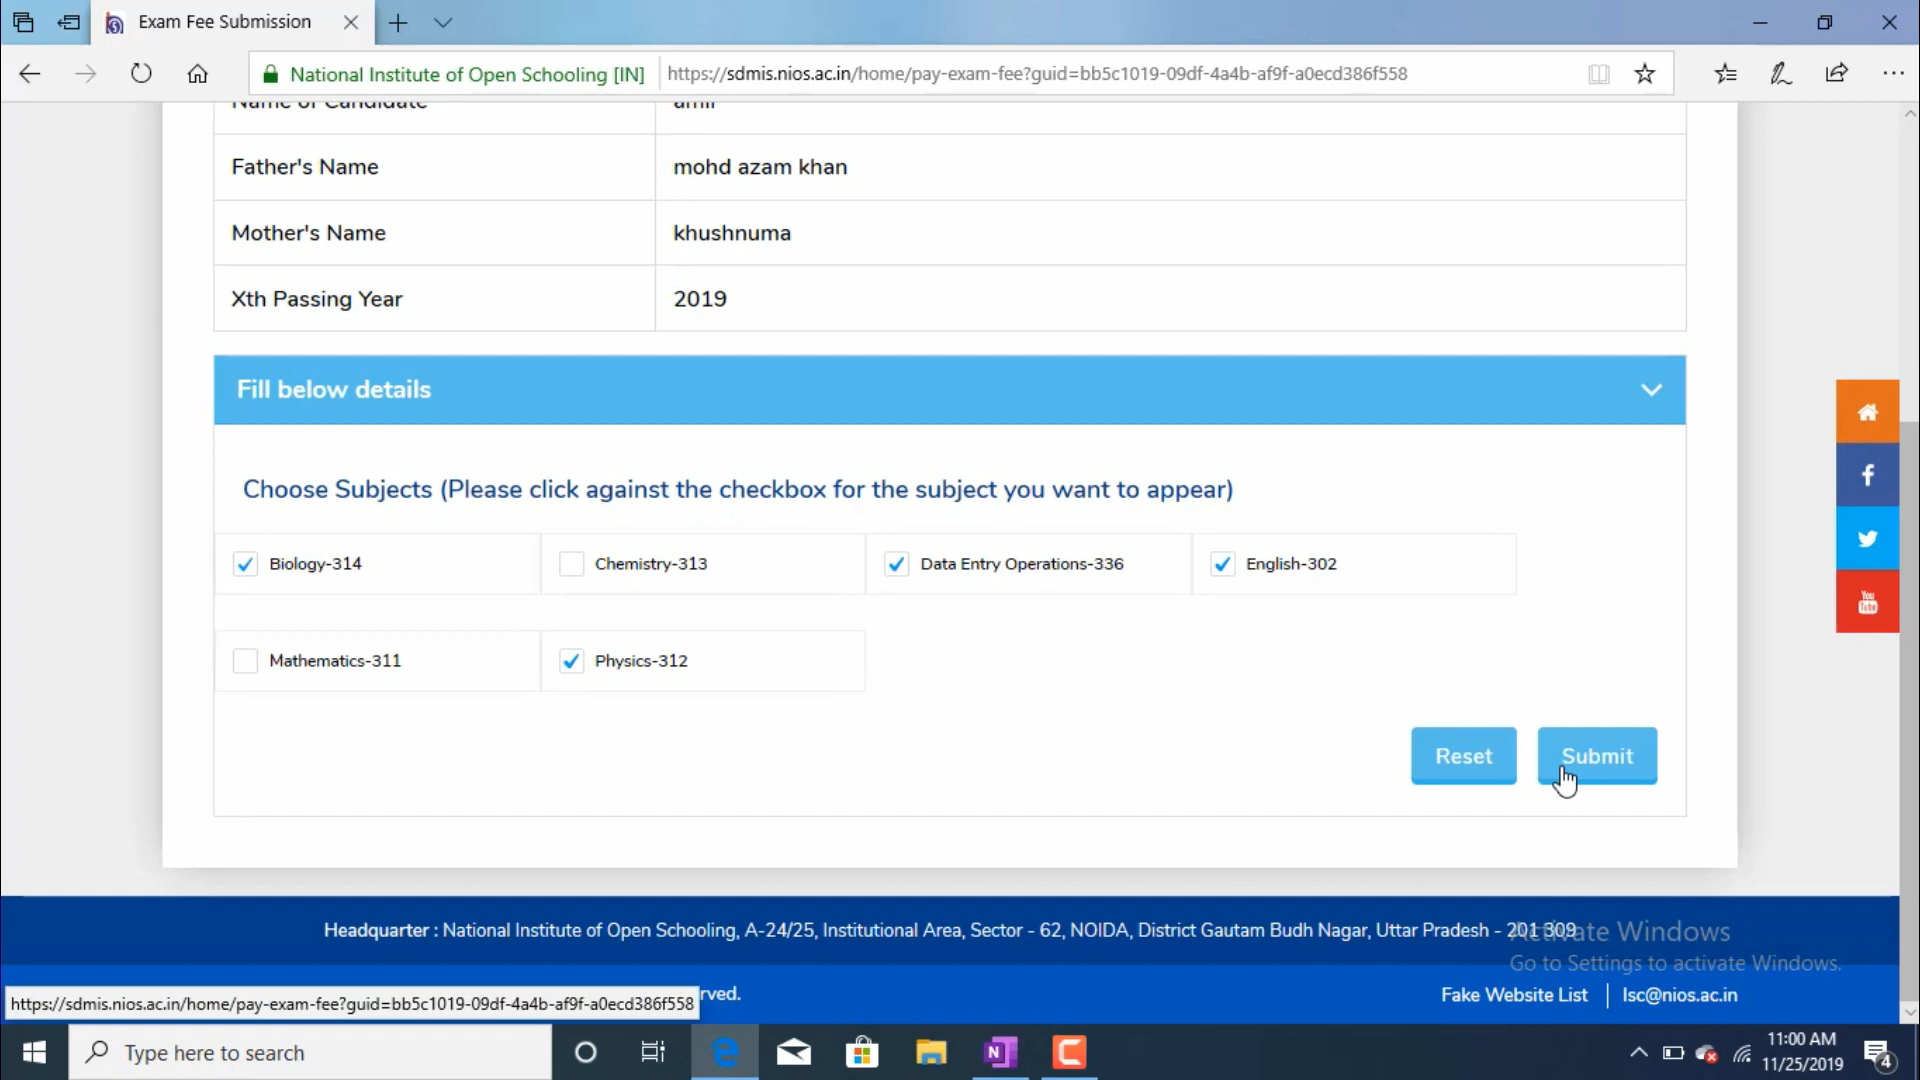 Exam Fee Submission
National Institute of Open Schooling [IN]
https://sdmis.nios.ac.in/home/pay-exam-fee?guid=bb5c1019-09df-4a4b-af9f-a0ecd386f558
Name of Candidate
Father's Name
mohd azam khan
Mother's Name
khushnuma
Xth Passing Year
2019
Fill below details
Choose Subjects (Please click against the checkbox for the subject you want to appear)
Biology-314
Chemistry-313
Data Entry Operations-336
English-302
Mathematics-311
Physics-312
Reset
Submit
You
Tube
Headquarter : National Institute of Open Schooling, A-24/25, Institutional Area, Sector - 62, NOIDA, District Gautam Budh Nagar, Uttar Pradesh - 201 309
Activate Windows
Go to Settings to activate Windows.
rved.
Fake Website List
lsc@nios.ac.in
https://sdmis.nios.ac.in/home/pay-exam-fee?guid=bb5c1019-09df-4a4b-af9f-a0ecd386f558
Type here to search
11:00 AM
11/25/2019
4